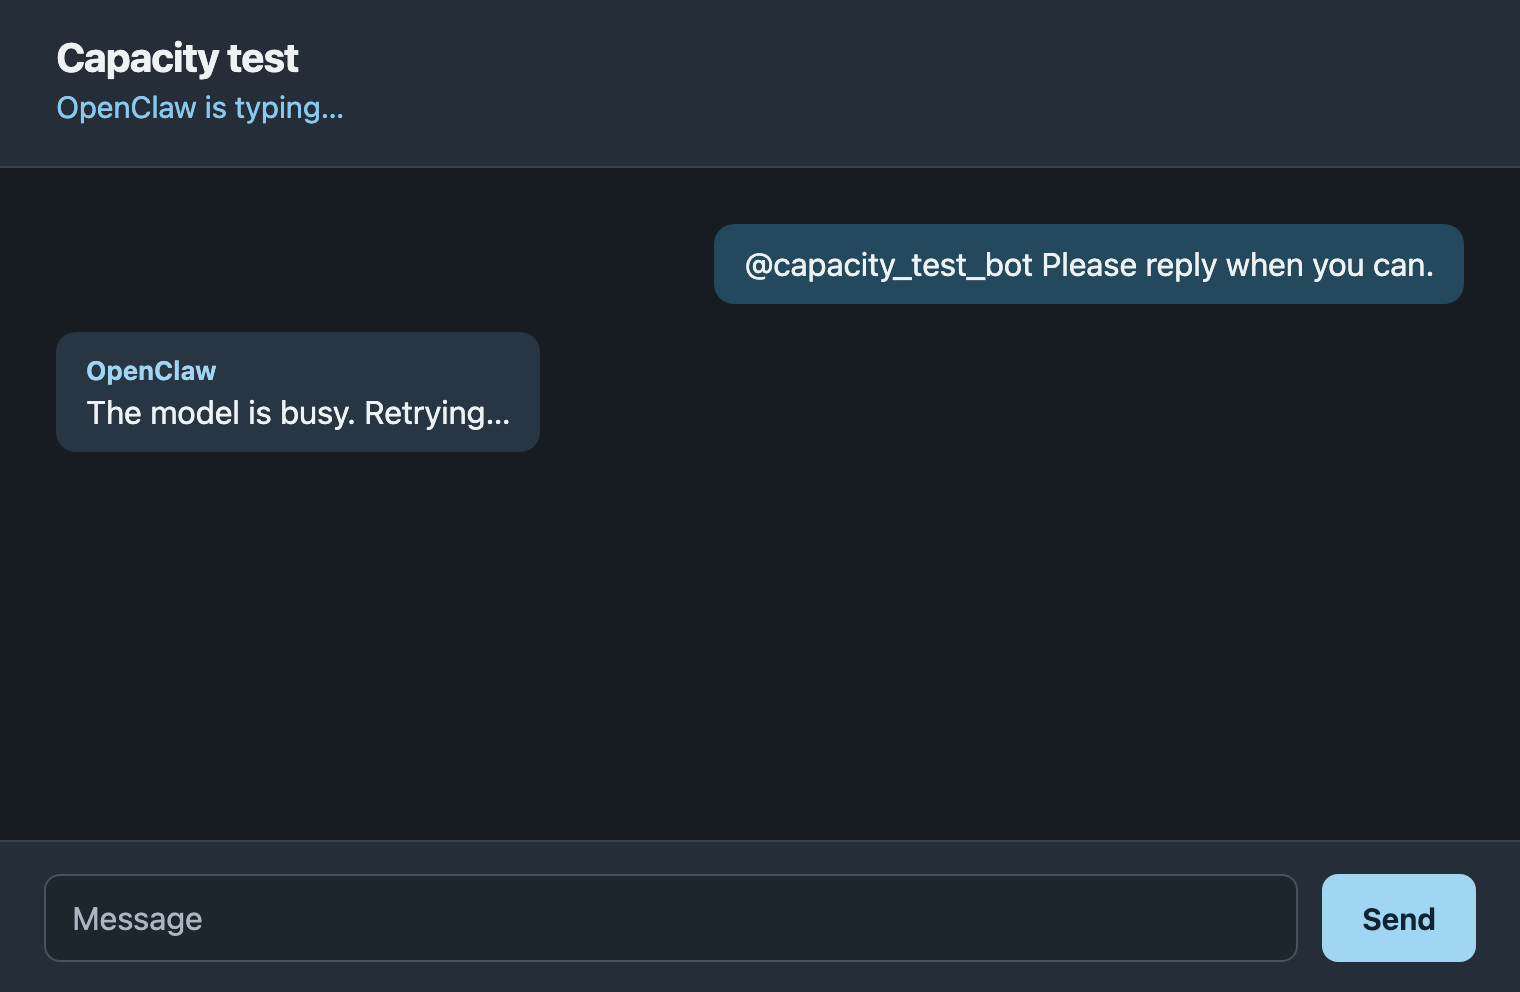 Capacity test
OpenClaw is typing...
@capacity_test_bot Please reply when you can.
OpenClaw
The model is busy. Retrying...
Message
Send